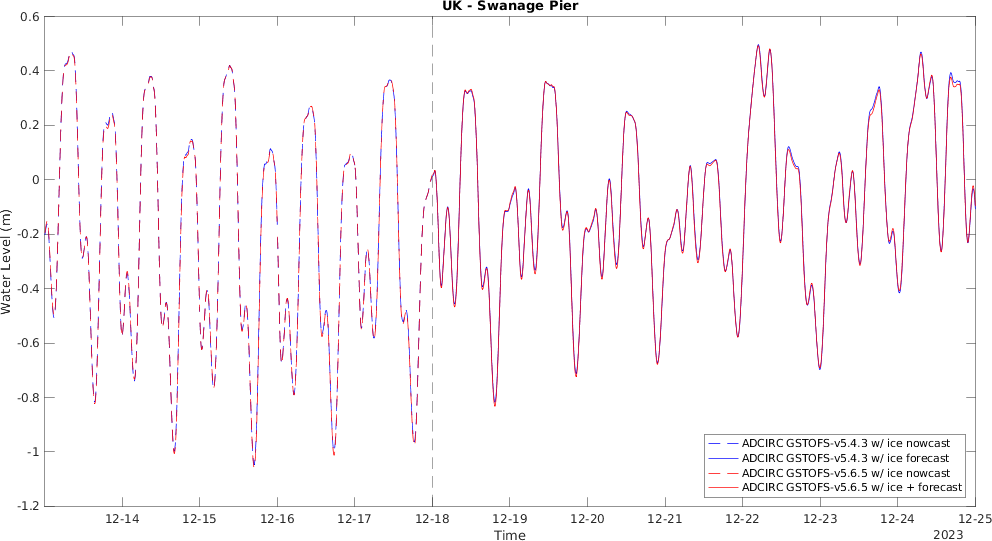 UK - Swanage Pier
0.6
0.4
0.2
0
-0.2
-0.4
-0.6
-0.8
-1
-1.2
Water Level (m)
12-14 12-15 12-16 12-17 12-18 12-19 12-20 12-21 12-22 12-23 12-24 12-25
Time
2023
ADCIRC GSTOFS-v5.4.3 w/ ice nowcast
ADCIRC GSTOFS-v5.4.3 w/ ice forecast
ADCIRC GSTOFS-v5.6.5 w/ ice nowcast
ADCIRC GSTOFS-v5.6.5 w/ ice + forecast